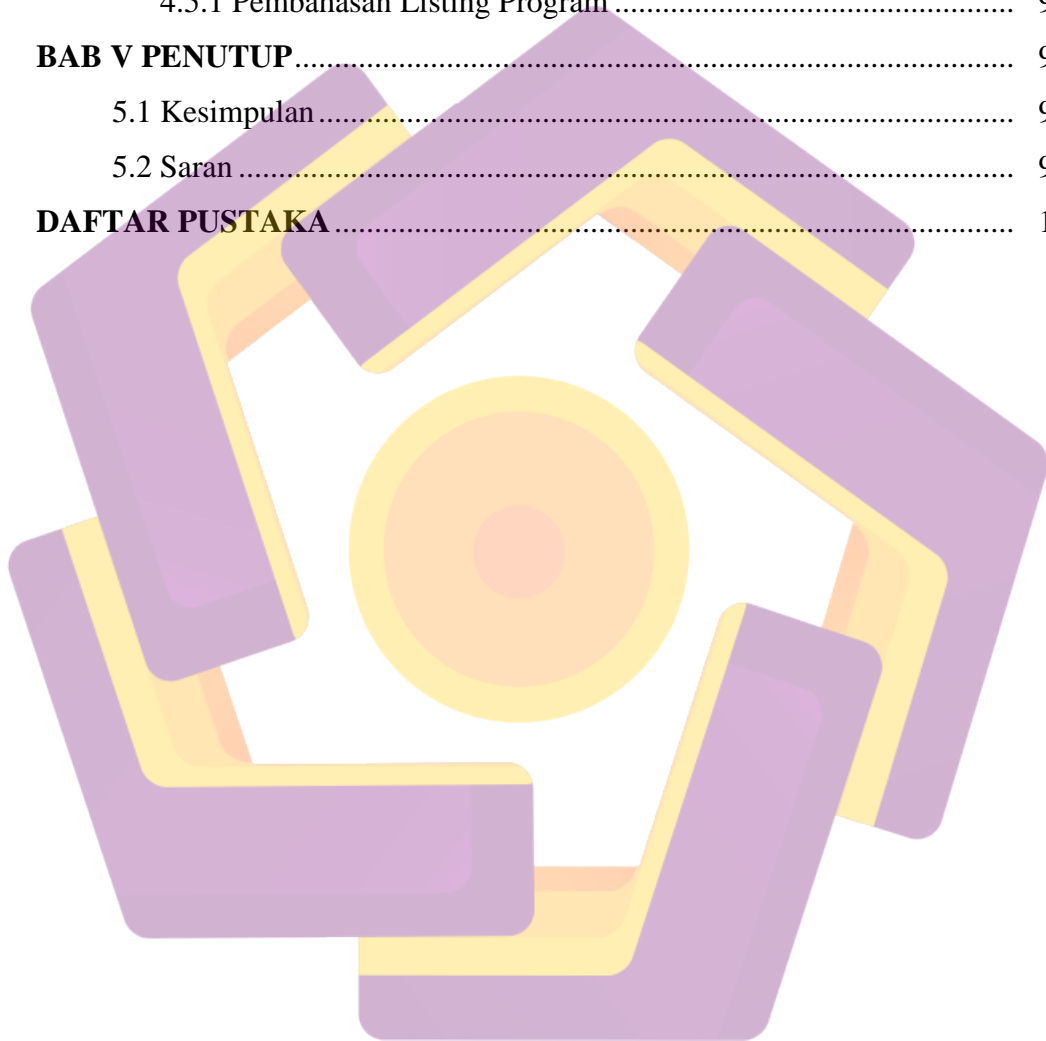 4.5.1 Pembahasan Listing Program ........................................................ 9
BAB V PENUTUP ............................................................................................... 9
5.1 Kesimpulan ............................................................................................ 9
5.2 Saran ..................................................................................................... 9
DAFTAR PUSTAKA ......................................................................................... 1